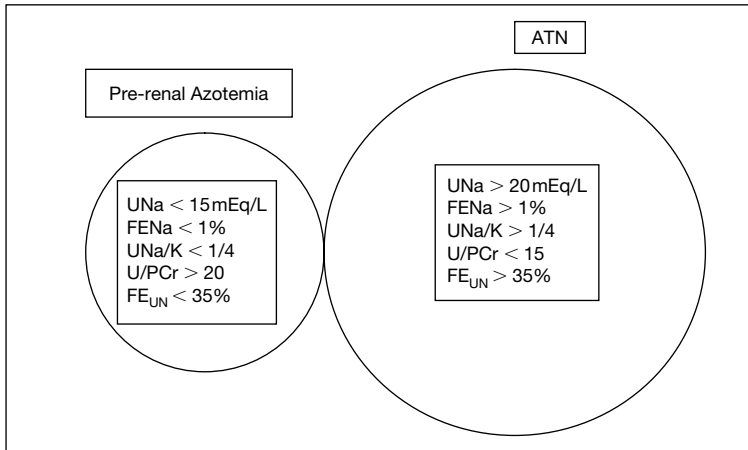 ATN
Pre-renal Azotemia
UNa < 15 mEq/L
FENa < 1%
UNa/K < 1/4
U/PCr > 20
FE_UN < 35%
UNa > 20 mEq/L
FENa > 1%
UNa/K > 1/4
U/PCr < 15
FE_UN > 35%